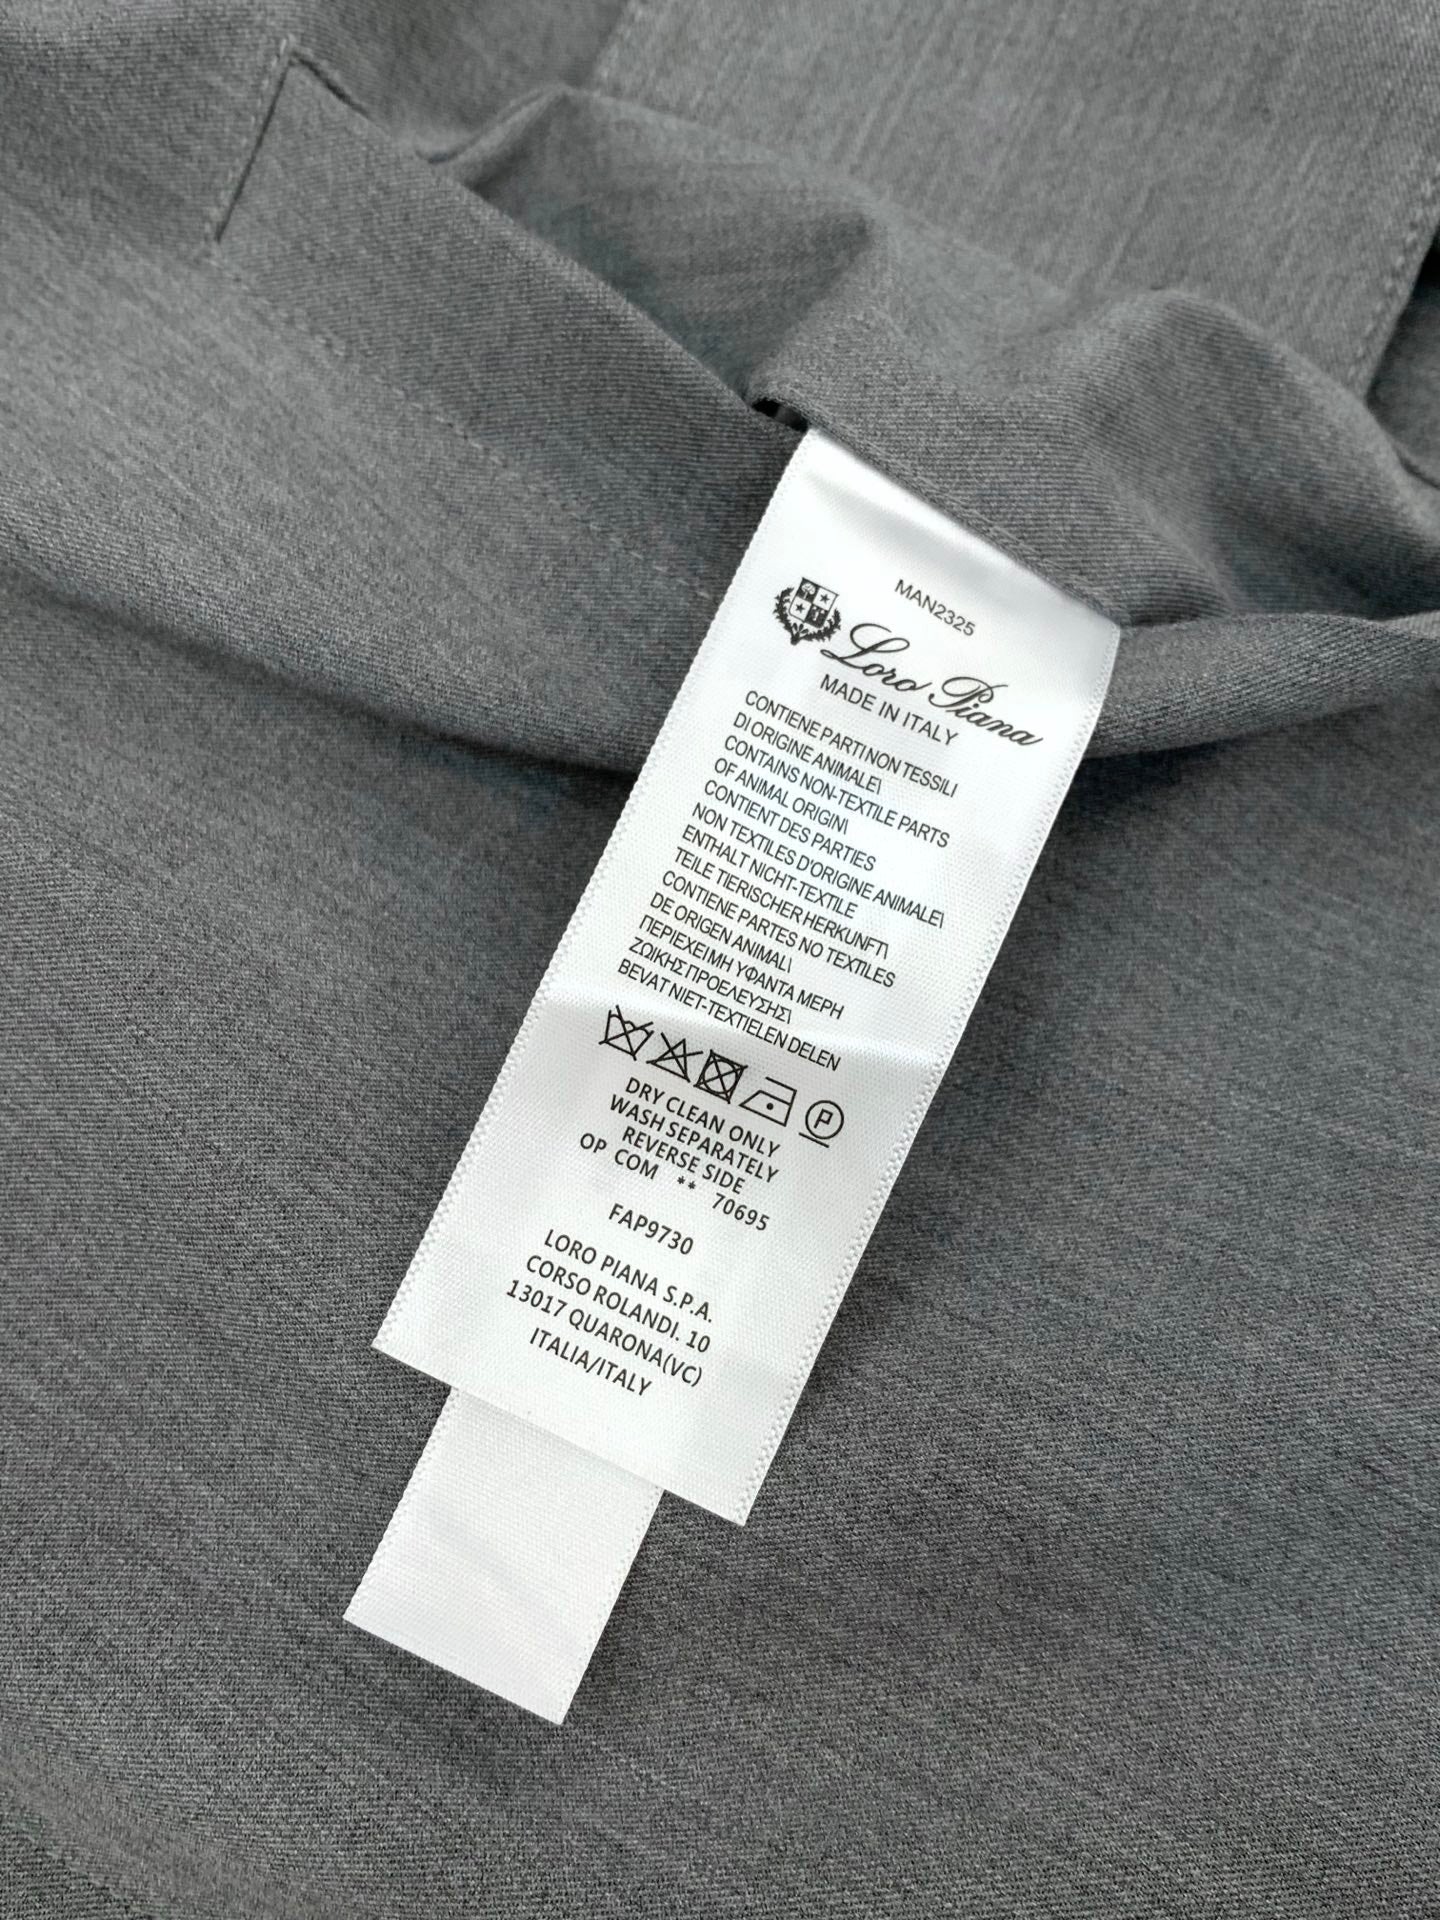 MAN2325
Loro Piana
MADE IN ITALY
CONTIENE PARTI NON TESSILI
DI ORIGINE ANIMALE\
CONTAINS NON-TEXTILE PARTS
OF ANIMAL ORIGIN\
CONTIENT DES PARTIES
NON TEXTILES D'ORIGINE ANIMALE\
ENTHALT NICHT-TEXTILE
TEILE TIERISCHER HERKUNFT\
CONTIENE PARTES NO TEXTILES
DE ORIGEN ANIMAL\
ΠΕΡΙΕΧΕΙ ΜΗ ΥΦΑΝΤΑ ΜΕΡΗ
ΖΩΙΚΗΣ ΠΡΟΕΛΕΥΣΗΣ\
BEVAT NIET-TEXTIELEN DELEN
P
DRY CLEAN ONLY
WASH SEPARATELY
REVERSE SIDE
OP COM ** 70695
FAP9730
LORO PIANA S.P.A.
CORSO ROLANDI. 10
13017 QUARONA(VC)
ITALIA/ITALY